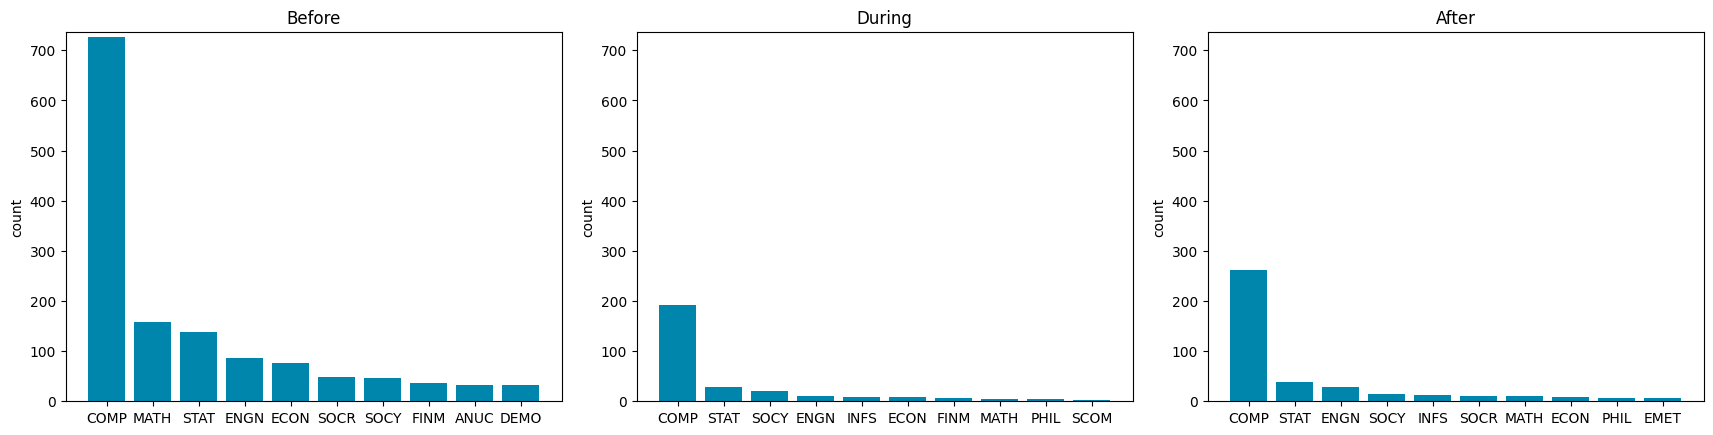 Before
700
600
500
400
300
200
100
0
count
COMP MATH STAT ENGN ECON SOCR SOCY FINM ANUC DEMO
During
700
600
500
400
300
200
100
0
count
COMP STAT SOCY ENGN INFS ECON FINM MATH PHIL SCOM
After
700
600
500
400
300
200
100
0
count
COMP STAT ENGN SOCY INFS SOCR MATH ECON PHIL EMET